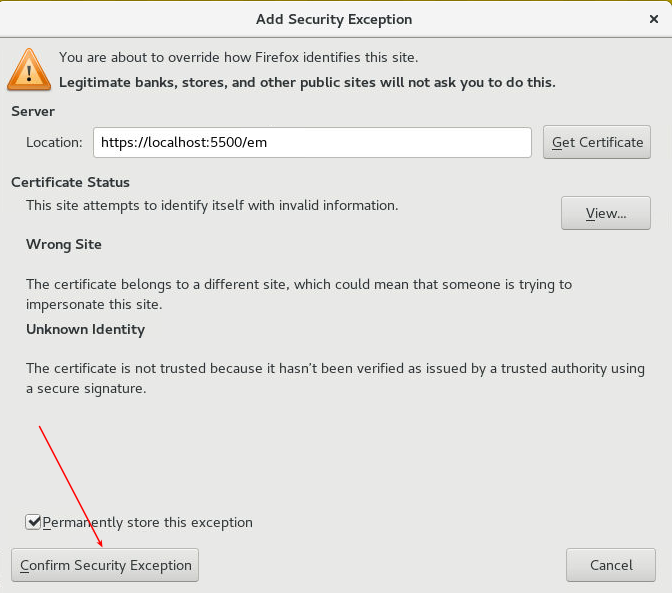 Add Security Exception ×
You are about to override how Firefox identifies this site.
Legitimate banks, stores, and other public sites will not ask you to do this.
Server
Location: https://localhost:5500/em Get Certificate
Certificate Status
This site attempts to identify itself with invalid information.
View...
Wrong Site
The certificate belongs to a different site, which could mean that someone is trying to
impersonate this site.
Unknown Identity
The certificate is not trusted because it hasn't been verified as issued by a trusted authority using
a secure signature.
Permanently store this exception
Confirm Security Exception Cancel